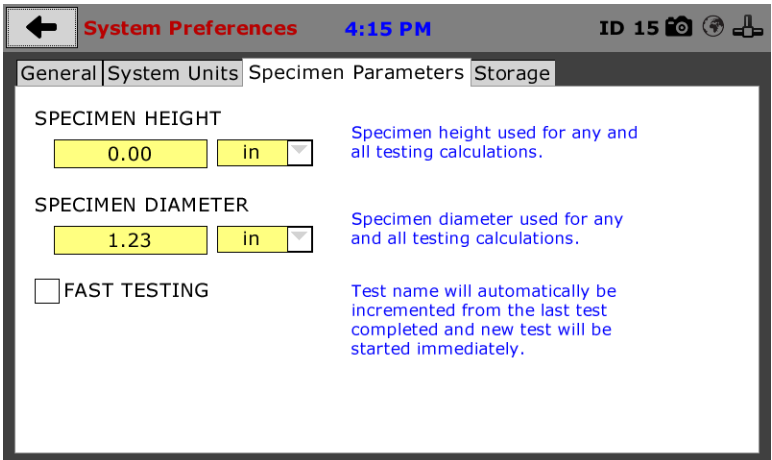 System Preferences 4:15 PM ID 15
General System Units Specimen Parameters Storage
SPECIMEN HEIGHT
0.00 in
Specimen height used for any and
all testing calculations.
SPECIMEN DIAMETER
1.23 in
Specimen diameter used for any
and all testing calculations.
FAST TESTING
Test name will automatically be
incremented from the last test
completed and new test will be
started immediately.